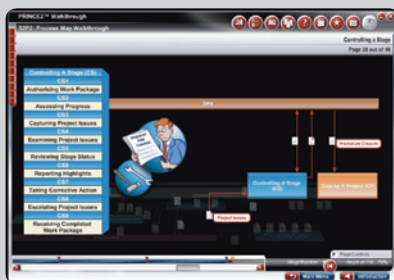 PRINCE2™ Walkthrough
S2P2: Process Map Walkthrough
Controlling a Stage
Page 28 out of 46
Controlling A Stage (CS)
CS1
Authorising Work Package
CS2
Assessing Progress
CS3
Capturing Project Issues
CS4
Examining Project Issues
CS5
Reviewing Stage Status
CS6
Reporting Highlights
CS7
Taking Corrective Action
CS8
Escalating Project Issues
CS9
Receiving Completed
Work Package
Premature Closure
Controlling A Stage
(CS)
Closing A Project (CP)
Project Issues
Page Controls
Main Menu
Introduction